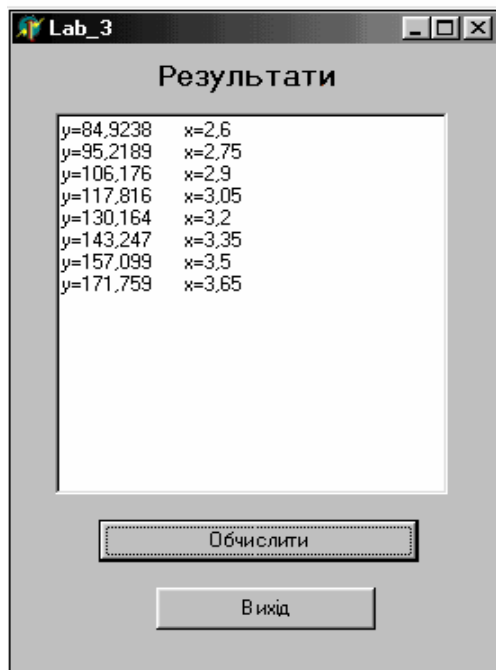 Lab_3
Результати
y=84,9238 x=2,6
y=95,2189 x=2,75
y=106,176 x=2,9
y=117,816 x=3,05
y=130,164 x=3,2
y=143,247 x=3,35
y=157,099 x=3,5
y=171,759 x=3,65
Обчислити
Вихід